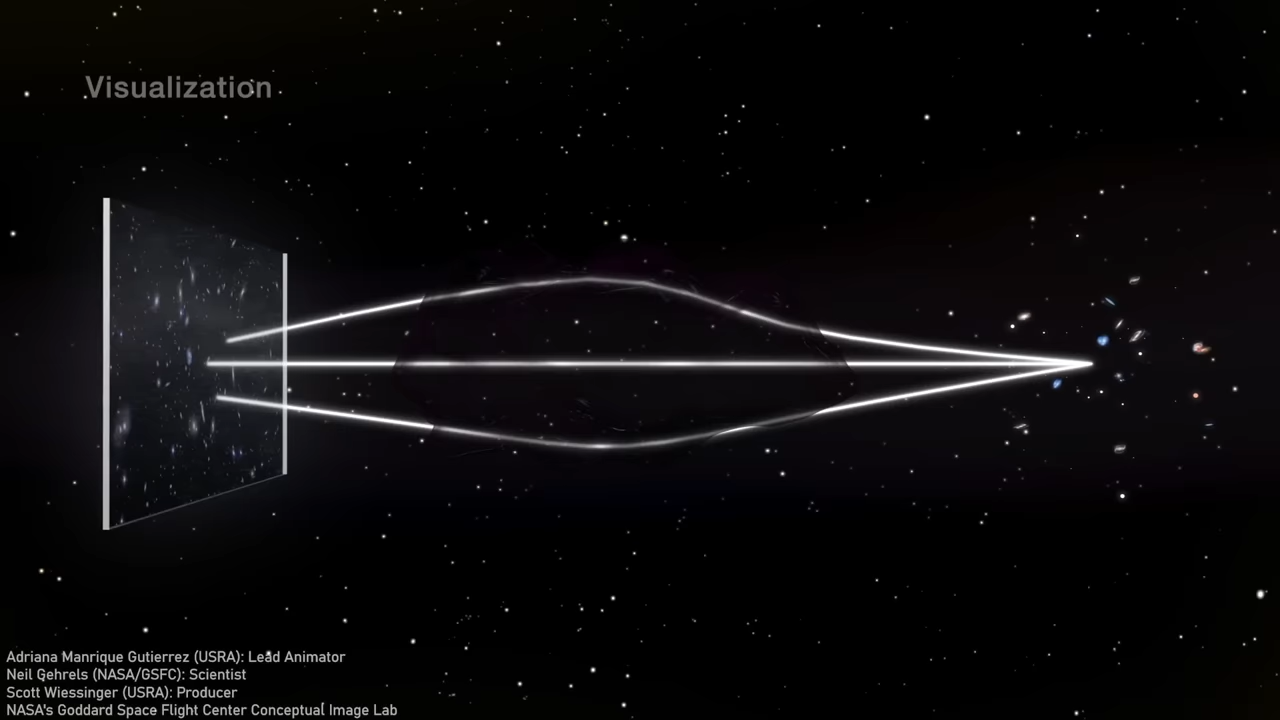 Visualization
Adriana Manrique Gutierrez (USRA): Lead Animator
Neil Gehrels (NASA/GSFC): Scientist
Scott Wiessinger (USRA): Producer
NASA's Goddard Space Flight Center Conceptual Image Lab